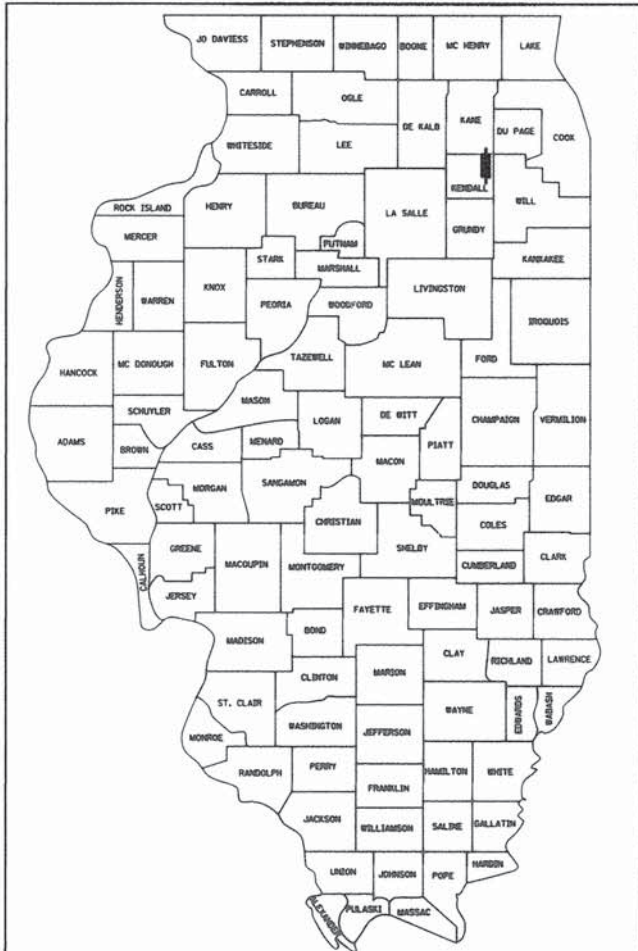 JO DAVIESS STEPHENSON WINNEBAGO BOONE MC HENRY LAKE
CARROLL OGLE DE KALB KANE DU PAGE COOK
WHITESIDE LEE
KENDALL WILL
ROCK ISLAND HENRY BUREAU LA SALLE GRUNDY
MERCER PUTNAM
STARK MARSHALL KANKAKEE
HENDERSON WARREN KNOX PEORIA WOODFORD LIVINGSTON IROQUOIS
HANCOCK MC DONOUGH FULTON TAZEWELL MC LEAN FORD
MASON
SCHUYLER LOGAN DE WITT CHAMPAIGN VERMILION
ADAMS BROWN CASS MENARD PIATT
MACON
PIKE SCOTT MORGAN SANGAMON MOULTRIE DOUGLAS EDGAR
CHRISTIAN COLES
CALHOUN GREENE MACOUPIN MONTGOMERY SHELBY CUMBERLAND CLARK
JERSEY FAYETTE EFFINGHAM JASPER CRAWFORD
MADISON BOND
CLAY RICHLAND LAWRENCE
CLINTON MARION
ST. CLAIR WAYNE EDWARDS WABASH
MONROE WASHINGTON JEFFERSON
RANDOLPH PERRY HAMILTON WHITE
FRANKLIN
JACKSON WILLIAMSON SALINE GALLATIN
UNION JOHNSON POPE HARDIN
ALEXANDER PULASKI MASSAC